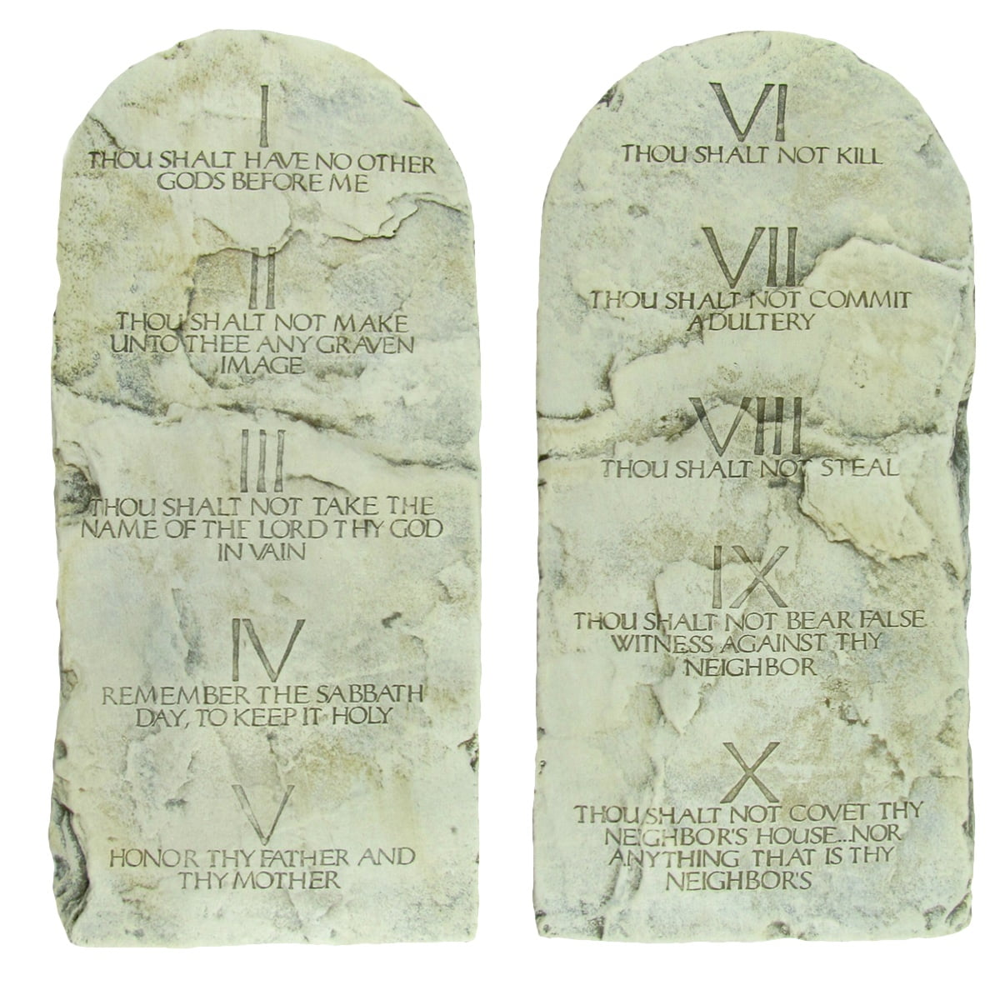 I
THOU SHALT HAVE NO OTHER
GODS BEFORE ME
II
THOU SHALT NOT MAKE
UNTO THEE ANY GRAVEN
IMAGE
III
THOU SHALT NOT TAKE THE
NAME OF THE LORD THY GOD
IN VAIN
IV
REMEMBER THE SABBATH
DAY, TO KEEP IT HOLY
V
HONOR THY FATHER AND
THY MOTHER
VI
THOU SHALT NOT KILL
VII
THOU SHALT NOT COMMIT
ADULTERY
VIII
THOU SHALT NOT STEAL
IX
THOU SHALT NOT BEAR FALSE
WITNESS AGAINST THY
NEIGHBOR
X
THOU SHALT NOT COVET THY
NEIGHBOR'S HOUSE...NOR
ANYTHING THAT IS THY
NEIGHBOR'S